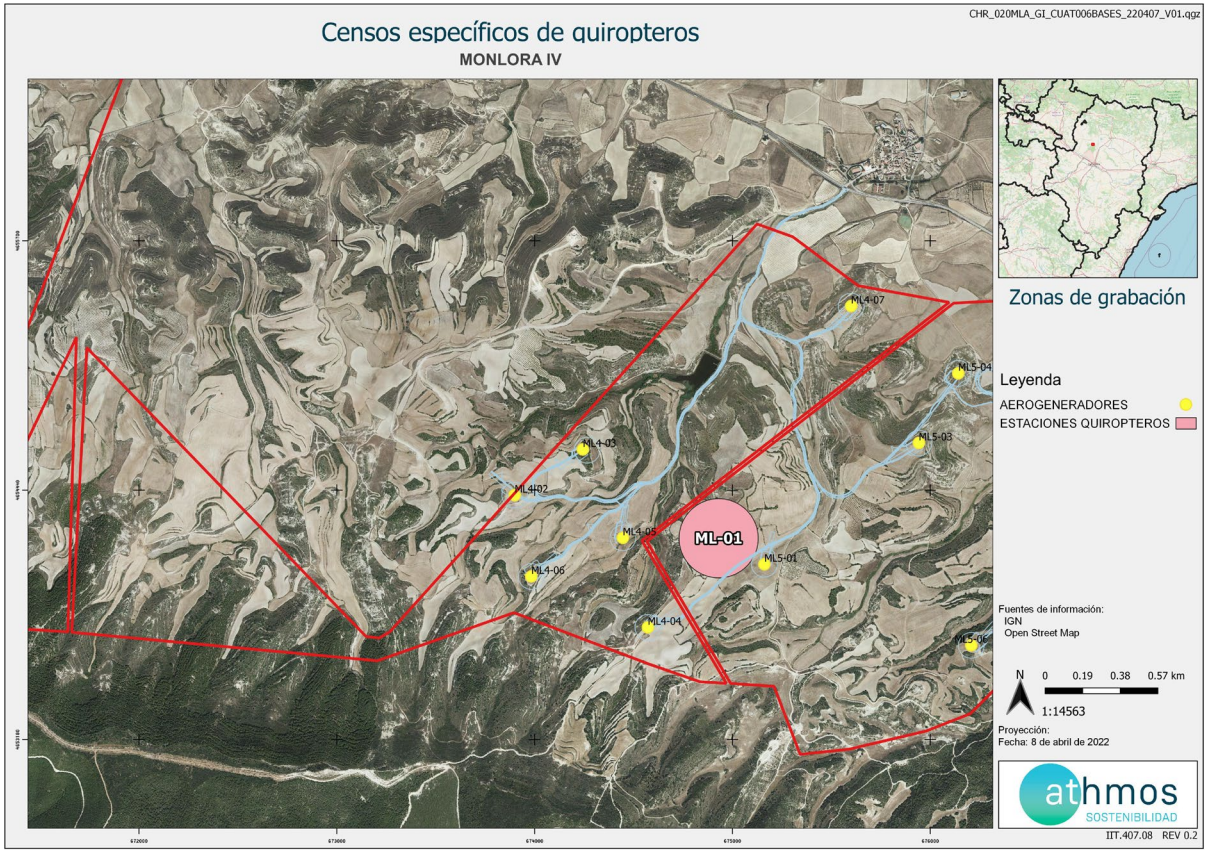 CHR_020MLA_GI_CUAT006BASES_220407_V01.qgz
Censos específicos de quiropteros
MONLORA IV
ML4-07
ML5-04
ML4-03
ML5-03
ML4-02
ML4-05
ML-01
ML5-01
ML4-06
ML4-04
ML5-06
672000
673000
674000
675000
676000
Zonas de grabación
Leyenda
AEROGENERADORES
ESTACIONES QUIROPTEROS
Fuentes de información:
IGN
Open Street Map
N
0 0.19 0.38 0.57 km
1:14563
Proyección:
Fecha: 8 de abril de 2022
athmos
SOSTENIBILIDAD
IIT.407.08 REV 0.2